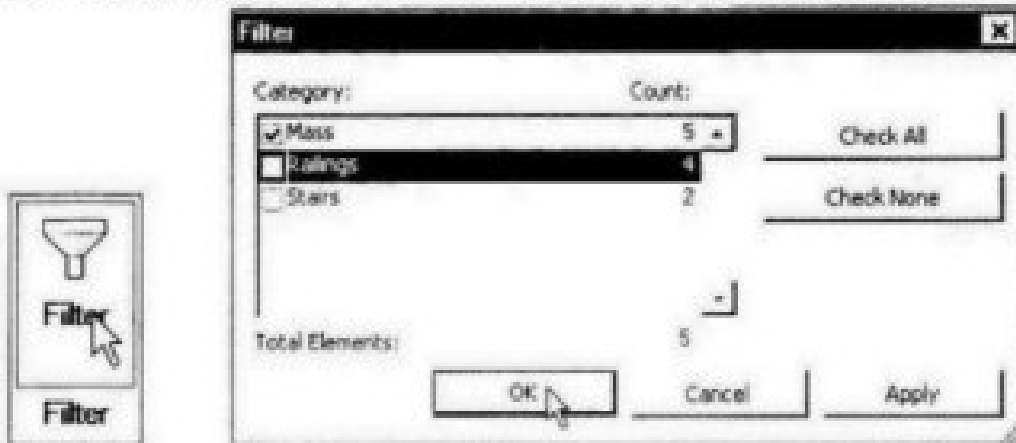 Filter
Category: Count:
Mass 5
Railings 4
Stairs 2
Total Elements: 5
Check All
Check None
OK Cancel Apply
Filter
Filter